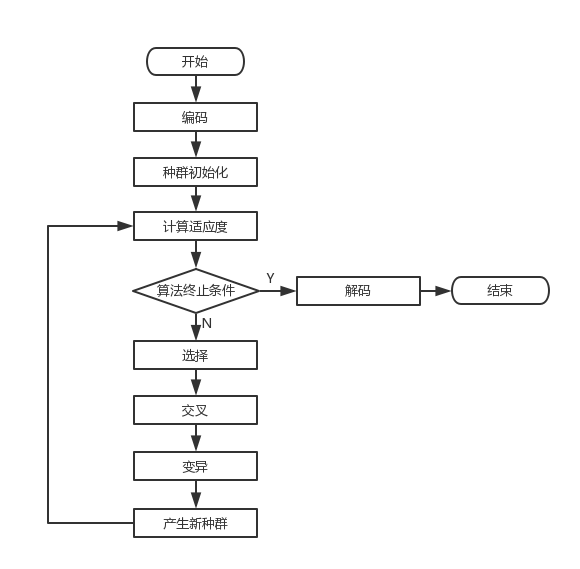 开始
编码
种群初始化
计算适应度
算法终止条件
Y
解码
结束
N
选择
交叉
变异
产生新种群